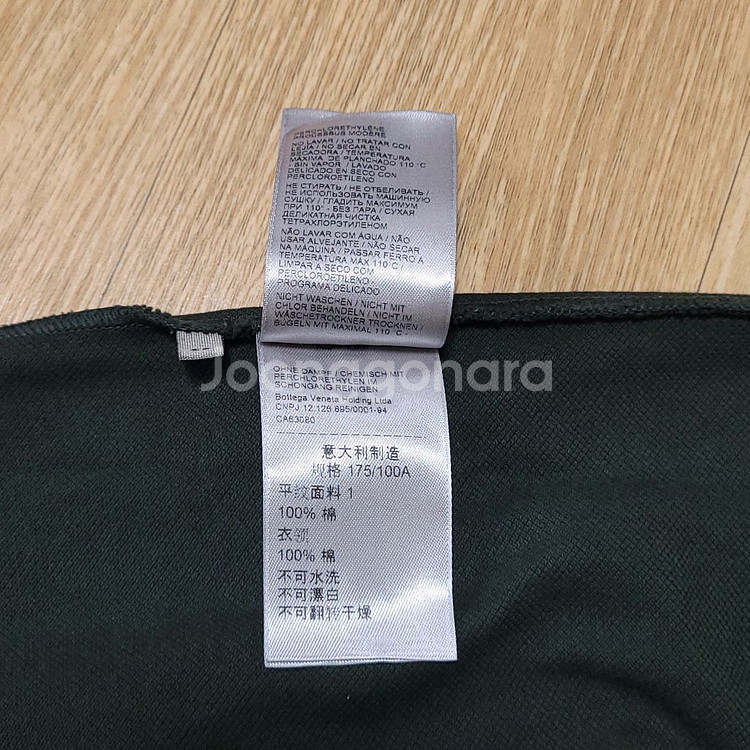 PERCHLORETHYLENE
PROCESSUS MODÉRÉ
NO LAVAR / NO TRATAR CON
LEJÍA / NO SECAR EN
SECADORA / TEMPERATURA
MÁXIMA DE PLANCHADO 110 °C
- SIN VAPOR / LAVADO
DELICADO EN SECO CON
PERCLOROETILENO
НЕ СТИРАТЬ / НЕ ОТБЕЛИВАТЬ /
НЕ ИСПОЛЬЗОВАТЬ МАШИННУЮ
СУШКУ / ГЛАДИТЬ МАКСИМУМ
ПРИ 110° - БЕЗ ПАРА / СУХАЯ
ДЕЛИКАТНАЯ ЧИСТКА
ТЕТРАХЛОРЭТИЛЕНОМ
NÃO LAVAR COM ÁGUA / NÃO
USAR ALVEJANTE / NÃO SECAR
NA MÁQUINA / PASSAR FERRO A
TEMPERATURA MÁX 110°C /
LIMPAR A SECO COM
PERCLOROETILENO,
PROGRAMA DELICADO
NICHT WASCHEN / NICHT MIT
CHLOR BEHANDELN / NICHT IM
WÄSCHETROCKNER TROCKNEN /
BÜGELN MIT MAXIMAL 110 °C,
OHNE DAMPF / CHEMISCH MIT
PERCHLORETHYLEN IM
SCHONGANG REINIGEN
Joonggonara
Bottega Veneta Holding Ltda
CNPJ 12.128.895/0001-94
CA63080
意大利制造
规格 175/100A
平纹面料 1
100% 棉
衣领
100% 棉
不可水洗
不可漂白
不可翻转干燥